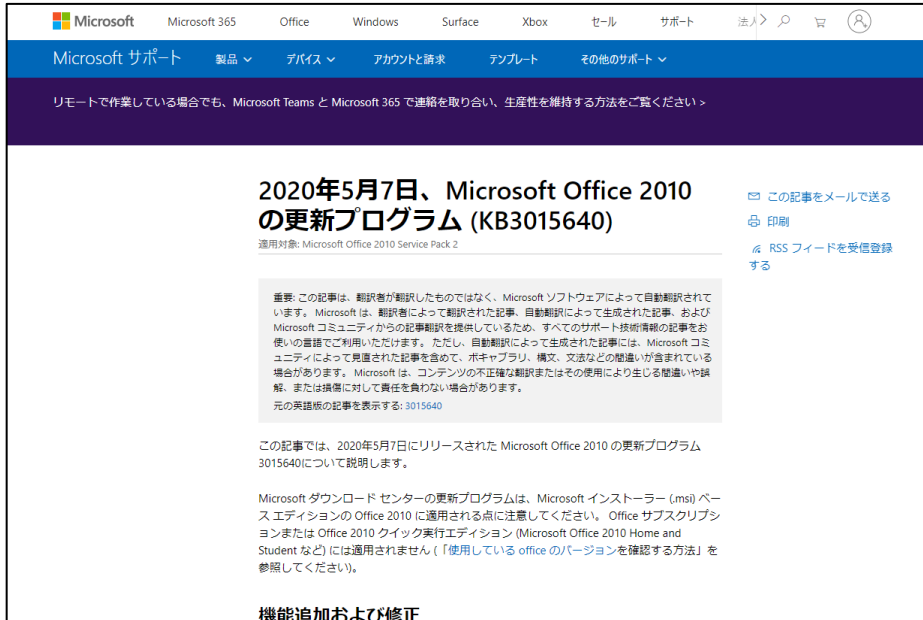 Microsoft Microsoft 365 Office Windows Surface Xbox セール サポート 法人
Microsoft サポート 製品 デバイス アカウントと請求 テンプレート その他のサポート
リモートで作業している場合でも、Microsoft Teams と Microsoft 365 で連絡を取り合い、生産性を維持する方法をご覧ください >
2020年5月7日、Microsoft Office 2010
の更新プログラム (KB3015640)
適用対象: Microsoft Office 2010 Service Pack 2
この記事をメールで送る
印刷
RSS フィードを受信登録
する
重要: この記事は、翻訳者が翻訳したものではなく、Microsoft ソフトウェアによって自動翻訳されて
います。 Microsoft は、翻訳者によって翻訳された記事、自動翻訳によって生成された記事、および
Microsoft コミュニティからの記事翻訳を提供しているため、すべてのサポート技術情報の記事をお
使いの言語でご利用いただけます。 ただし、自動翻訳によって生成された記事には、Microsoft コミ
ュニティによって見直された記事を含めて、ボキャブラリ、構文、文法などの間違いが含まれている
場合があります。 Microsoft は、コンテンツの不正確な翻訳またはその使用により生じる間違いや誤
解、または損傷に対して責任を負わない場合があります。
元の英語版の記事を表示する: 3015640
この記事では、2020年5月7日にリリースされた Microsoft Office 2010 の更新プログラム
3015640について説明します。
Microsoft ダウンロード センターの更新プログラムは、Microsoft インストーラー (.msi) ベー
ス エディションの Office 2010 に適用される点に注意してください。 Office サブスクリプシ
ョンまたは Office 2010 クイック実行エディション (Microsoft Office 2010 Home and
Student など) には適用されません (「使用している office のバージョンを確認する方法」を
参照してください)。
機能追加および修正